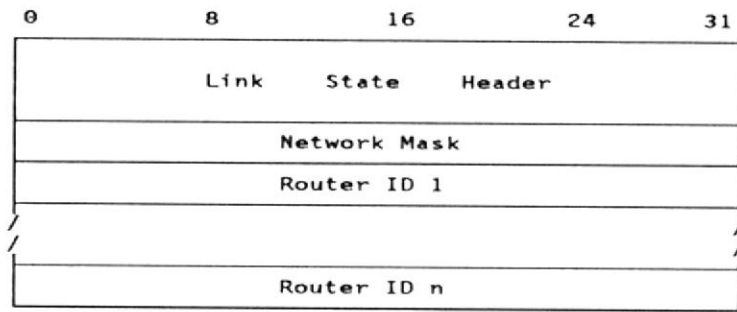 0 8 16 24 31
Link State Header
Network Mask
Router ID 1
Router ID n